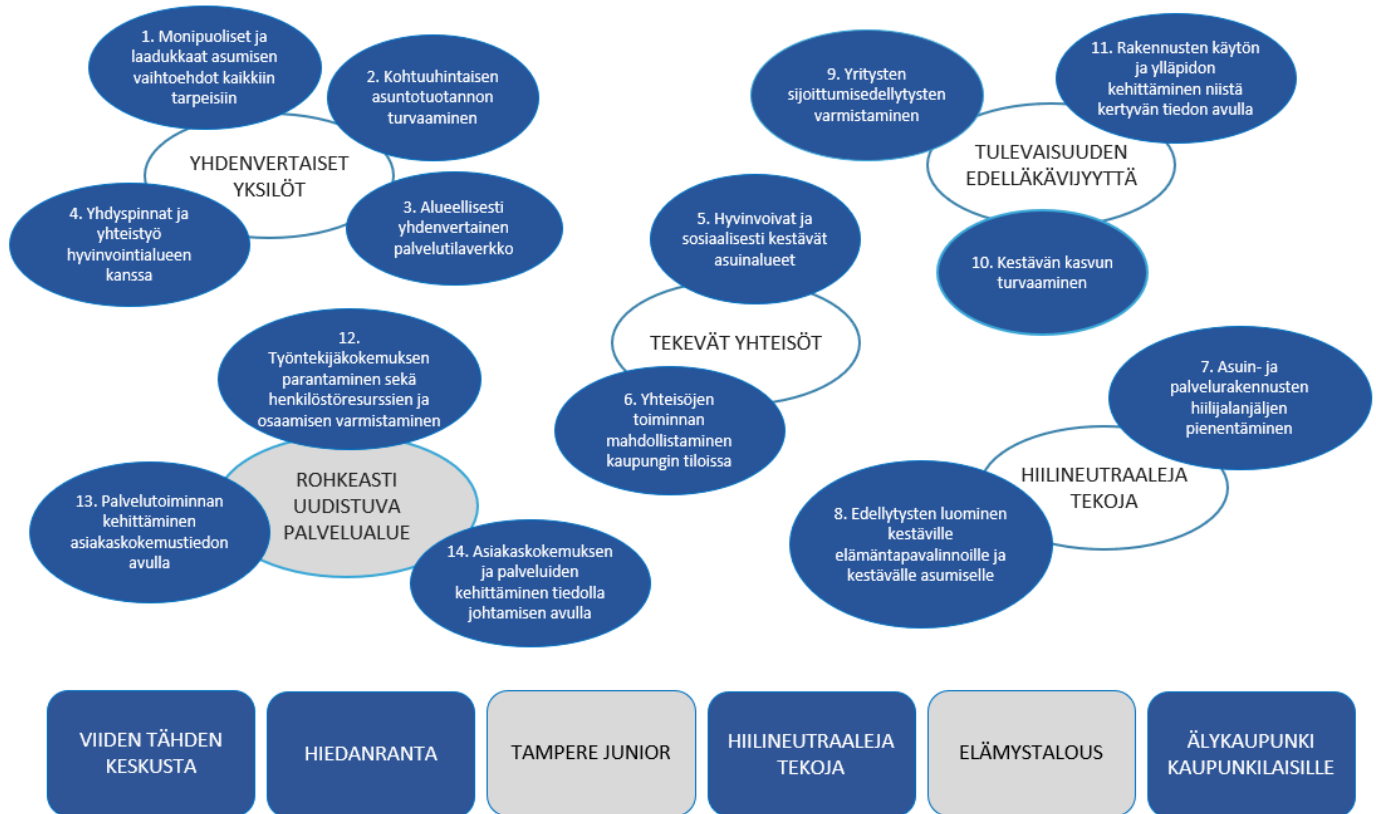 1. Monipuoliset ja
laadukkaat asumisen
vaihtoehdot kaikkiin
tarpeisiin
2. Kohtuuhintaisen
asuntotuotannon
turvaaminen
YHDENVERTAISET
YKSILÖT
3. Alueellisesti
yhdenvertainen
palvelutilaverkko
4. Yhdyspinnat ja
yhteistyö
hyvinvointialueen
kanssa
5. Hyvinvoivat ja
sosiaalisesti kestävät
asuinalueet
TEKEVÄT YHTEISÖT
6. Yhteisöjen
toiminnan
mahdollistaminen
kaupungin tiloissa
9. Yritysten
sijoittumisedellytysten
varmistaminen
11. Rakennusten käytön
ja ylläpidon
kehittäminen niistä
kertyvän tiedon avulla
TULEVAISUUDEN
EDELLÄKÄVIJYYTTÄ
10. Kestävän kasvun
turvaaminen
7. Asuin- ja
palvelurakennusten
hiilijalanjäljen
pienentäminen
HIILINEUTRAALEJA
TEKOJA
8. Edellytysten luominen
kestäville
elämäntapavalinnoille ja
kestävälle asumiselle
12.
Työntekijäkokemuksen
parantaminen sekä
henkilöstöresurssien ja
osaamisen varmistaminen
ROHKEASTI
UUDISTUVA
PALVELUALUE
13. Palvelutoiminnan
kehittäminen
asiakaskokemustiedon
avulla
14. Asiakaskokemuksen
ja palveluiden
kehittäminen tiedolla
johtamisen avulla
VIIDEN TÄHDEN
KESKUSTA
HIEDANRANTA
TAMPERE JUNIOR
HIILINEUTRAALEJA
TEKOJA
ELÄMYSTALOUS
ÄLYKAUPUNKI
KAUPUNKILAISILLE